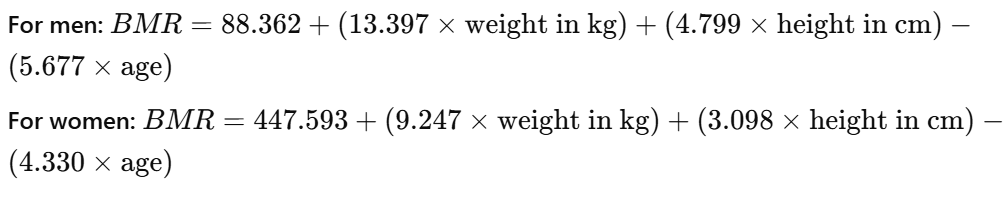 For men: BMR = 88.362 + (13.397 × weight in kg) + (4.799 × height in cm) −
(5.677 × age)
For women: BMR = 447.593 + (9.247 × weight in kg) + (3.098 × height in cm) −
(4.330 × age)